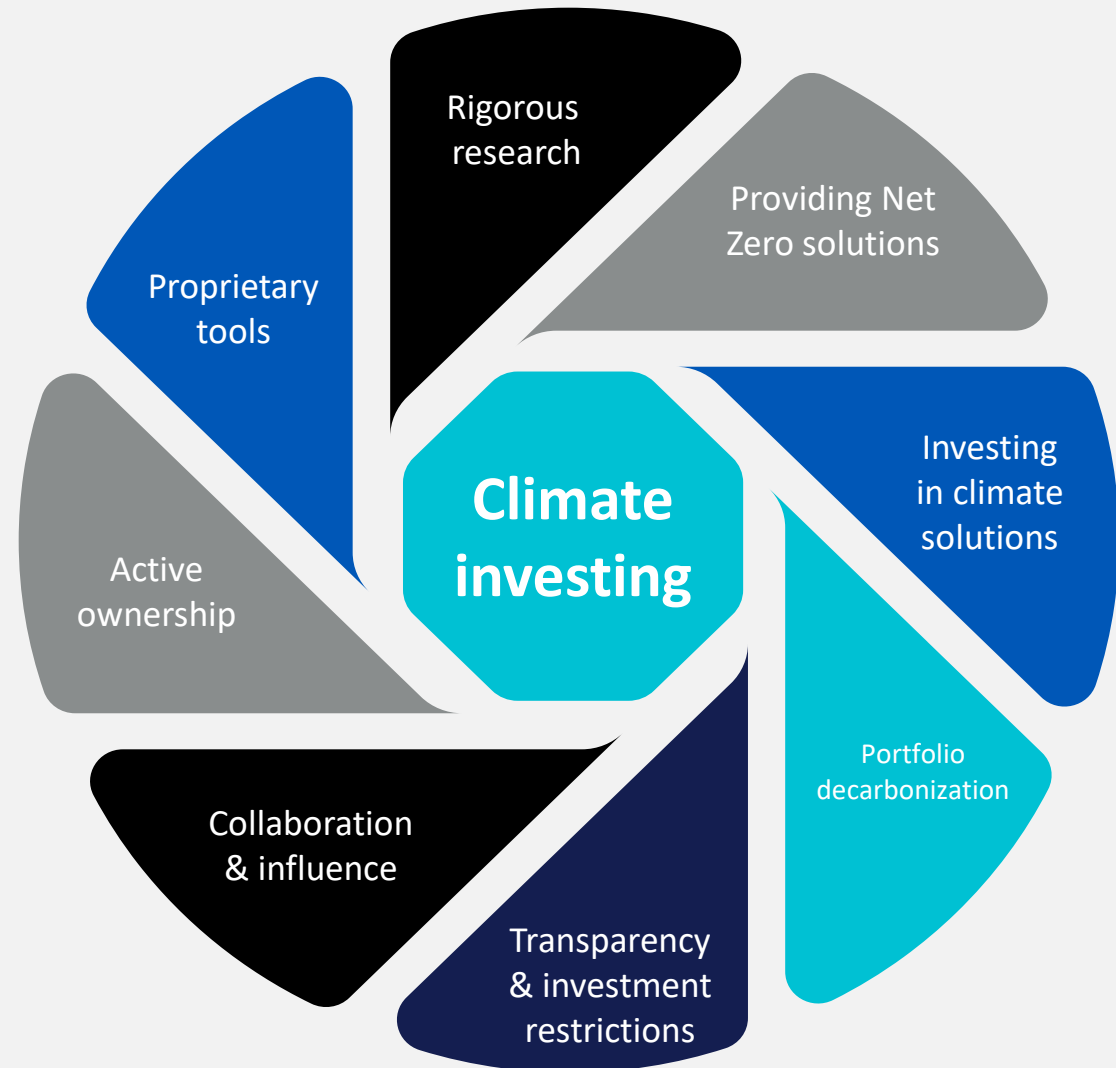 Rigorous
research
Providing Net
Zero solutions
Investing
in climate
solutions
Portfolio
decarbonization
Transparency
& investment
restrictions
Collaboration
& influence
Active
ownership
Proprietary
tools
Climate
investing